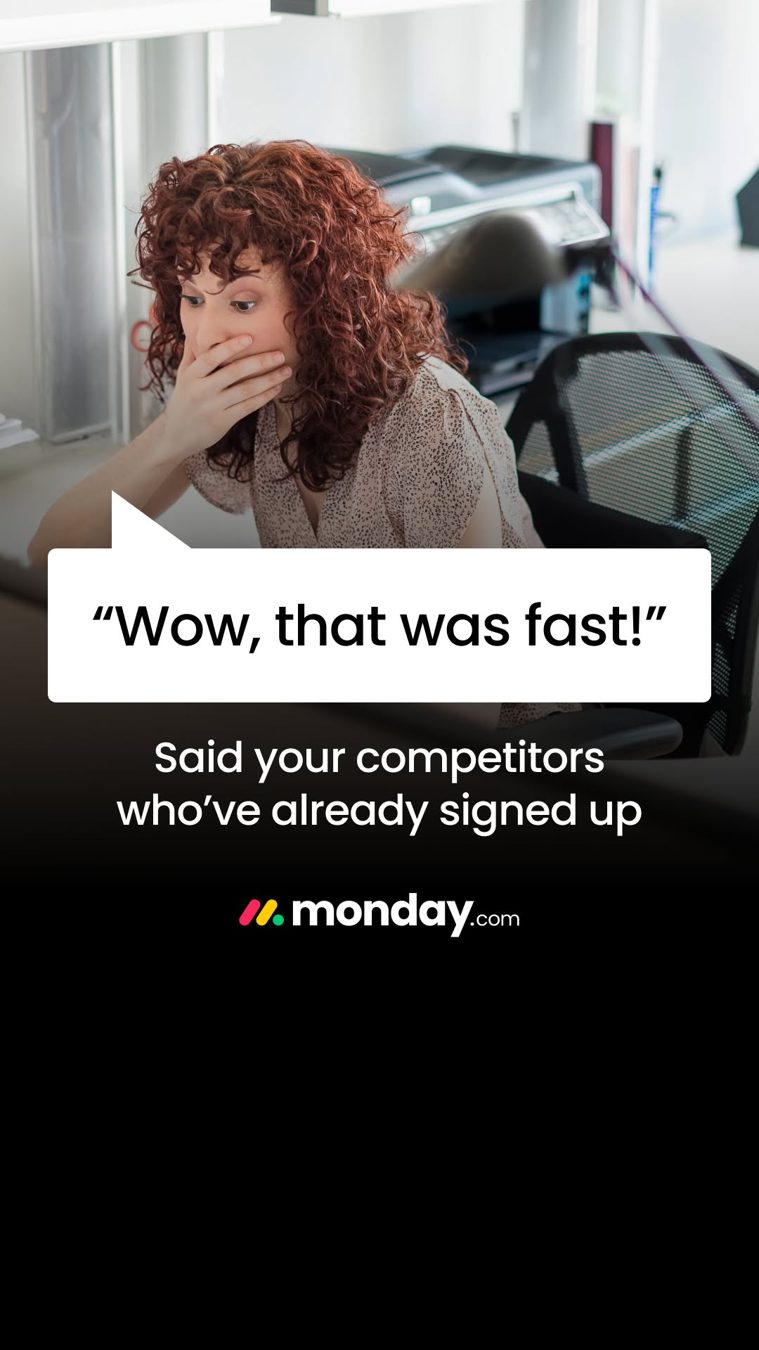 “Wow, that was fast!”
Said your competitors
who’ve already signed up
monday.com